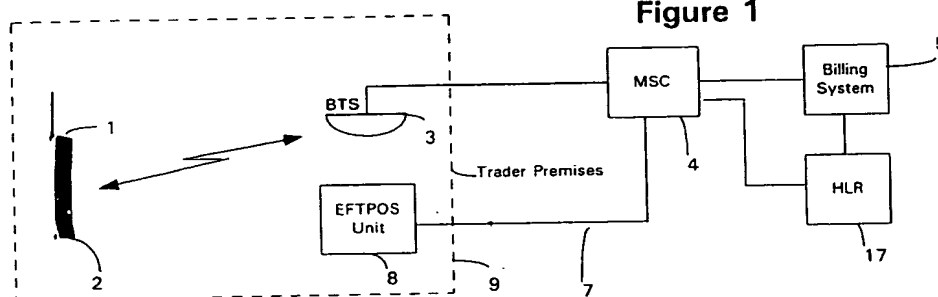 Figure 1
MSC
Billing
System
BTS
1
3
4
Trader Premises
EFTPOS
Unit
HLR
2
8
9
7
17